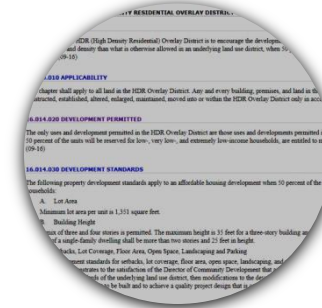 ITY RESIDENTIAL OVERLAY DISTRICT
HDR (High Density Residential) Overlay District is to encourage the developm
and density than what is otherwise allowed in an underlying land use district, when 50
09-16)
.010 APPLICABILITY
chapter shall apply to all land in the HDR Overlay District. Any and every building, premises, and land in th
structed, established, altered, enlarged, maintained, moved into or within the HDR Overlay District only in acco
16.014.020 DEVELOPMENT PERMITTED
The only uses and development permitted in the HDR Overlay District are those uses and developments permitted i
50 percent of the units will be reserved for low-, very low-, and extremely low-income households, are entitled to
(09-16)
16.014.030 DEVELOPMENT STANDARDS
The following property development standards apply to an affordable housing development when 50 percent of the
ouseholds:
A. Lot Area
Minimum lot area per unit is 1,351 square feet.
B. Building Height
mix of three and four stories is permitted. The maximum height is 35 feet for a three-story building an
of a single-family dwelling shall be more than two stories and 25 feet in height.
tbacks, Lot Coverage, Floor Area, Open Space, Landscaping and Parking
opment standards for setbacks, lot coverage, floor area, open space, landscaping, and
strates to the satisfaction of the Director of Community Development that
ds of the underlying land use district, then modifications to the
to be built and to achieve a quality project design that is